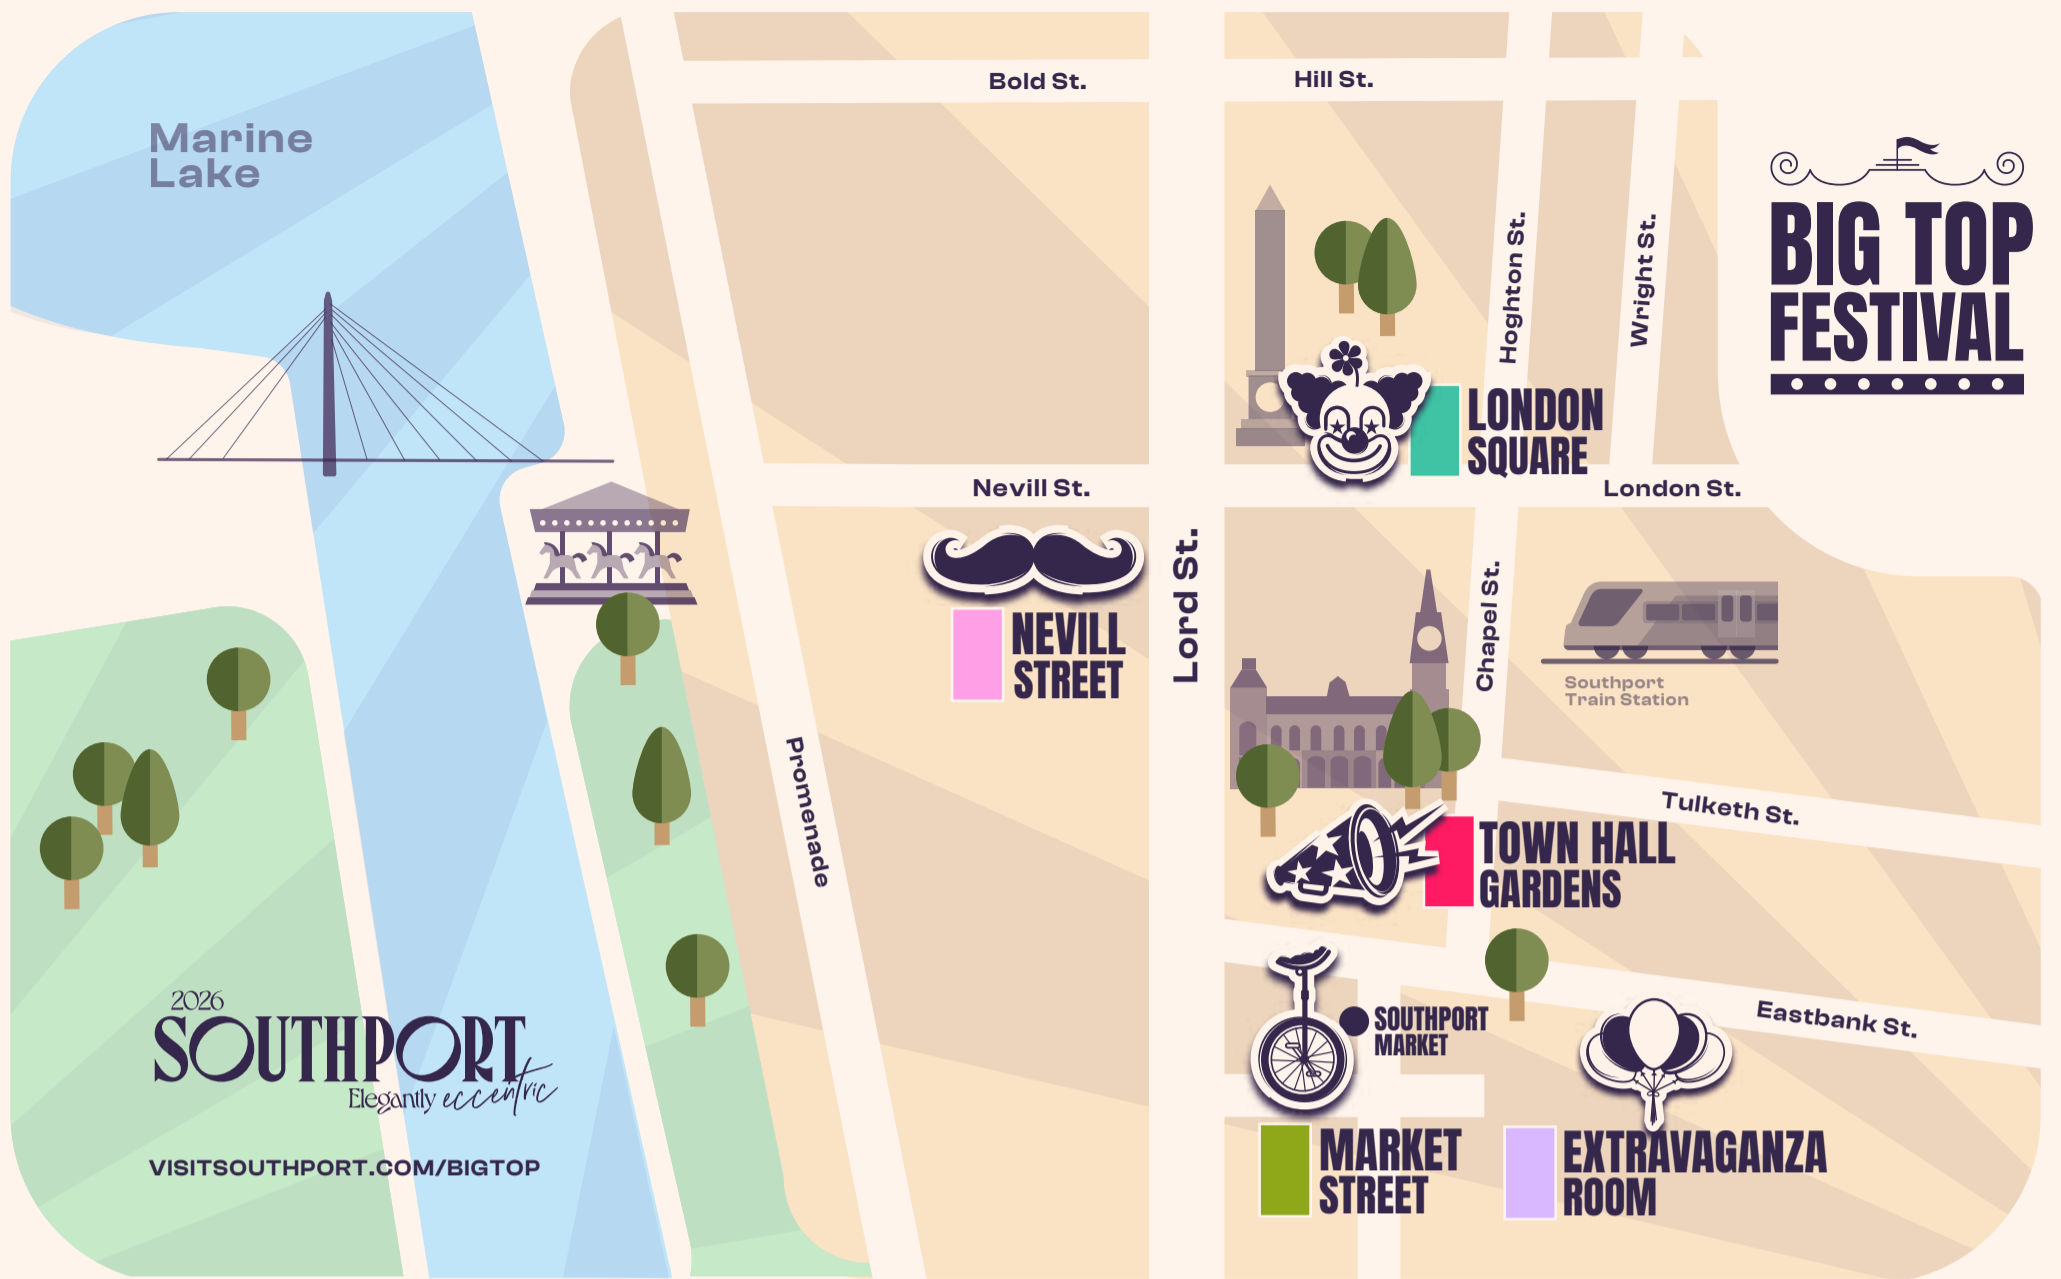 Bold St.
Hill St.
Marine
Lake
BIG TOP
FESTIVAL
Hoghton St.
Wright St.
LONDON
SQUARE
Nevill St.
London St.
Lord St.
NEVILL
STREET
Chapel St.
Southport
Train Station
Promenade
Tulketh St.
TOWN HALL
GARDENS
SOUTHPORT
MARKET
Eastbank St.
2026
SOUTHPORT
Elegantly eccentric
VISITSOUTHPORT.COM/BIGTOP
MARKET
STREET
EXTRAVAGANZA
ROOM